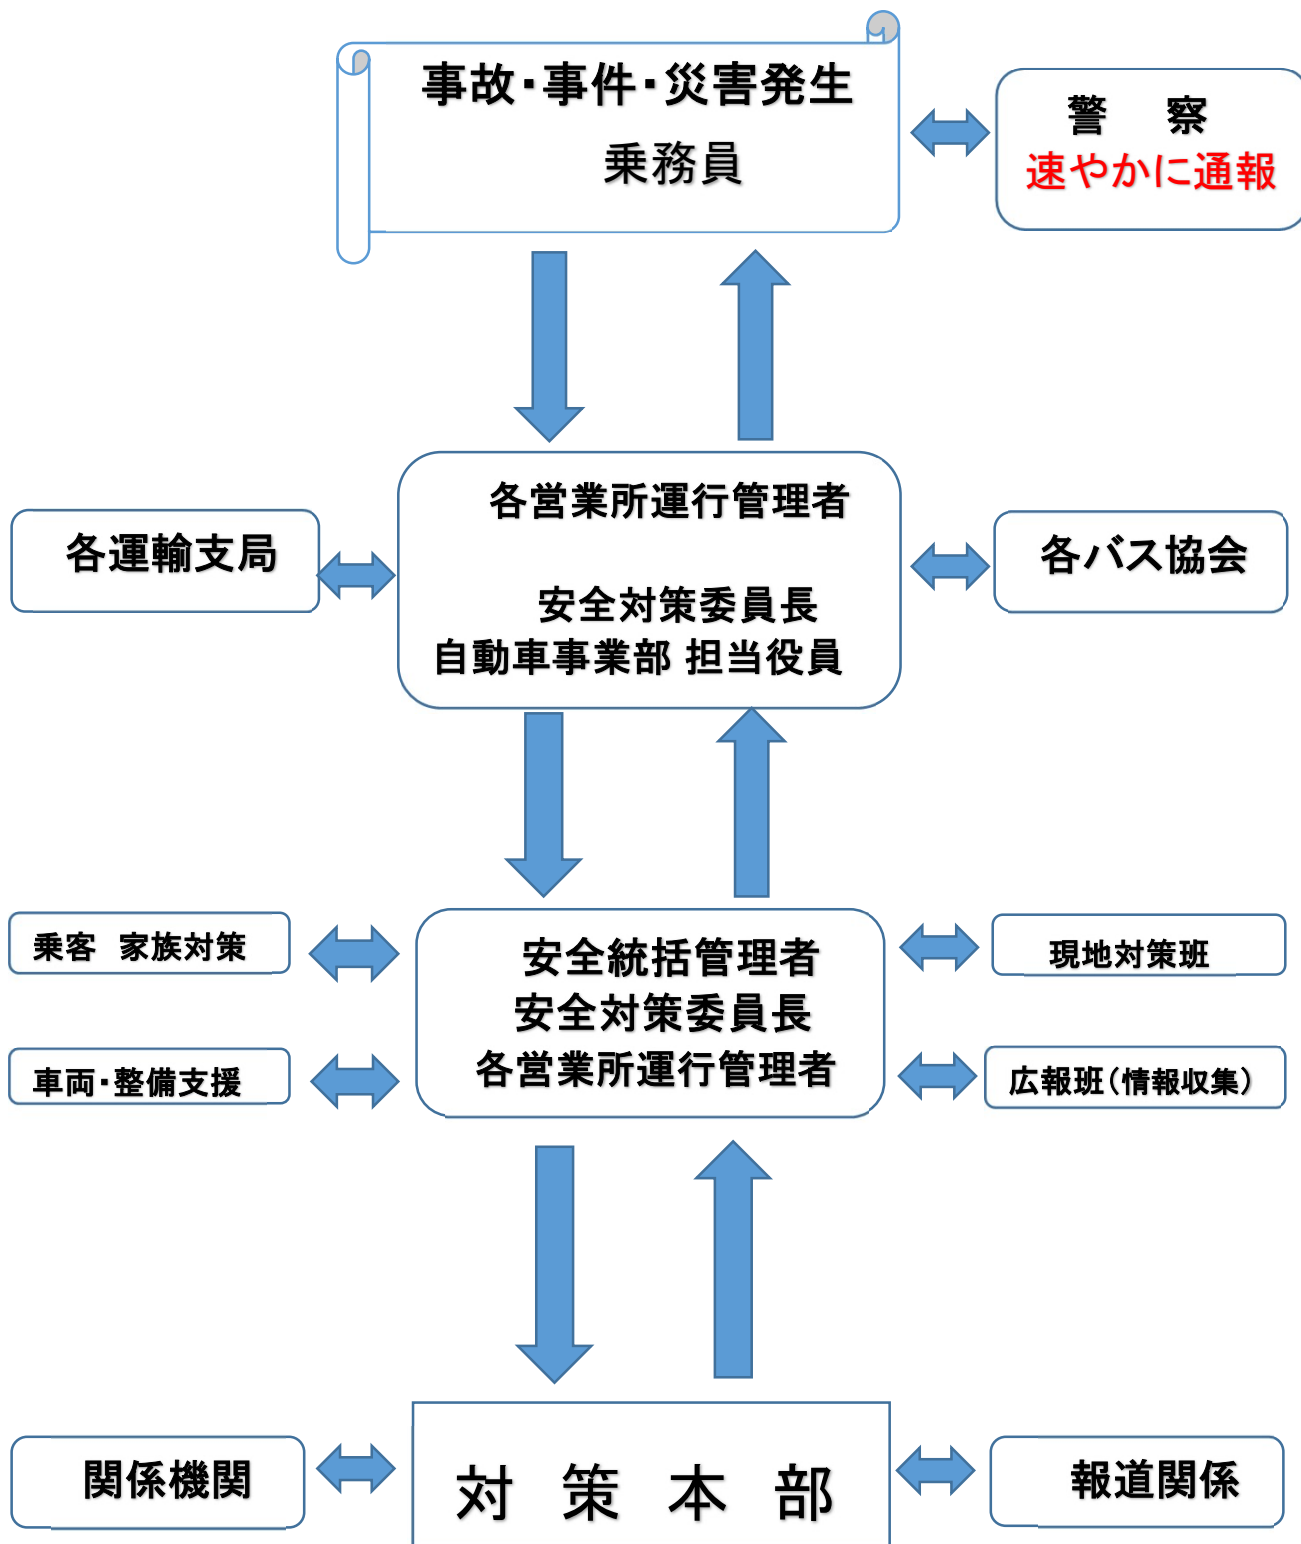 事故・事件・災害発生
乗務員
警　察
速やかに通報
各営業所運行管理者
安全対策委員長
自動車事業部 担当役員
各運輸支局
各バス協会
安全統括管理者
安全対策委員長
各営業所運行管理者
乗客　家族対策
現地対策班
車両・整備支援
広報班（情報収集）
関係機関
対　策　本　部
報道関係